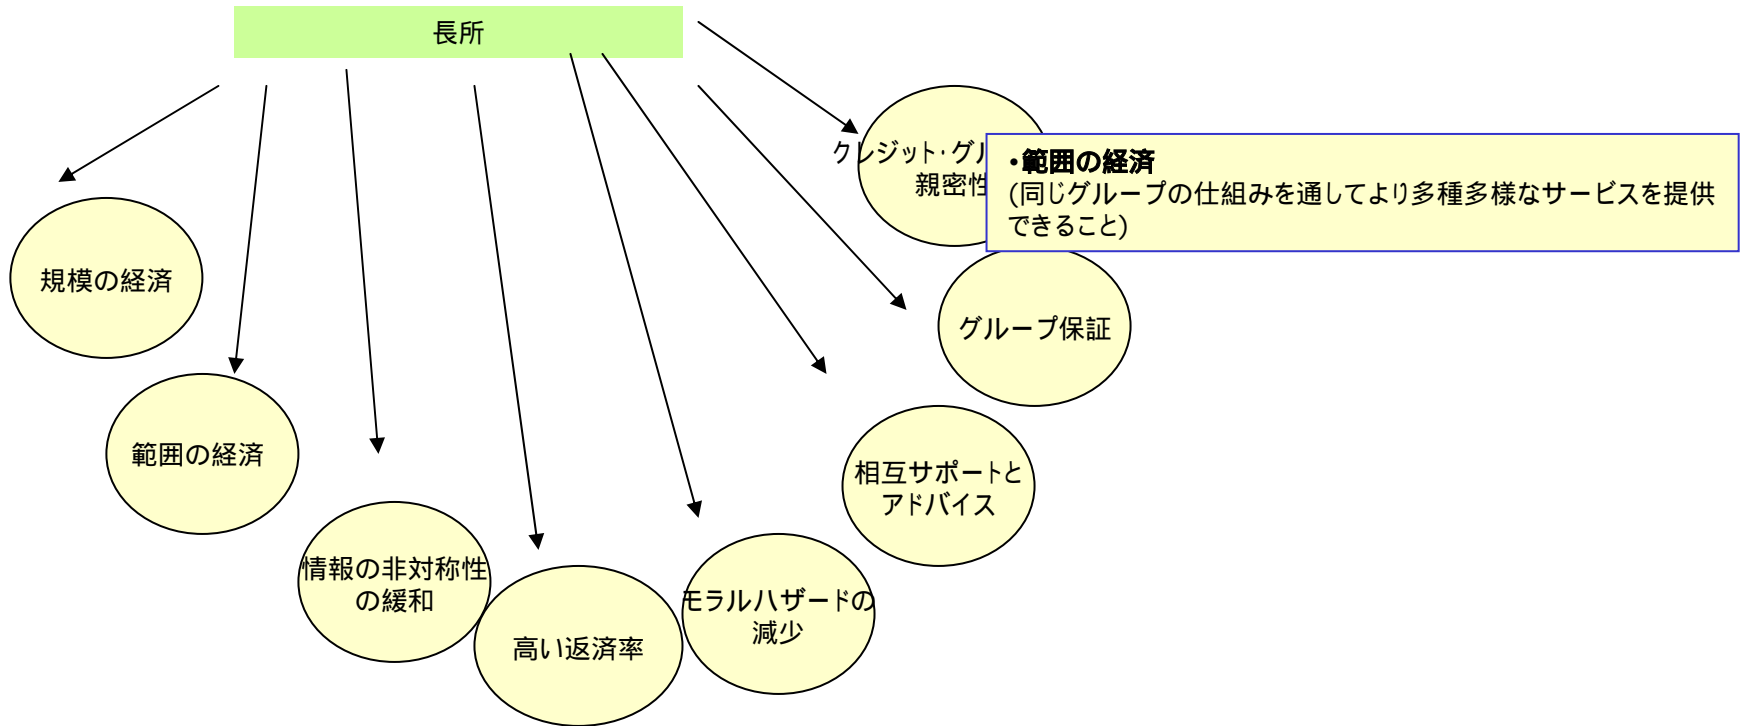 長所
クレジット・グル
親密性
・範囲の経済
(同じグループの仕組みを通してより多種多様なサービスを提供
できること)
規模の経済
グループ保証
範囲の経済
相互サポートと
アドバイス
情報の非対称性
の緩和
高い返済率
モラルハザードの
減少